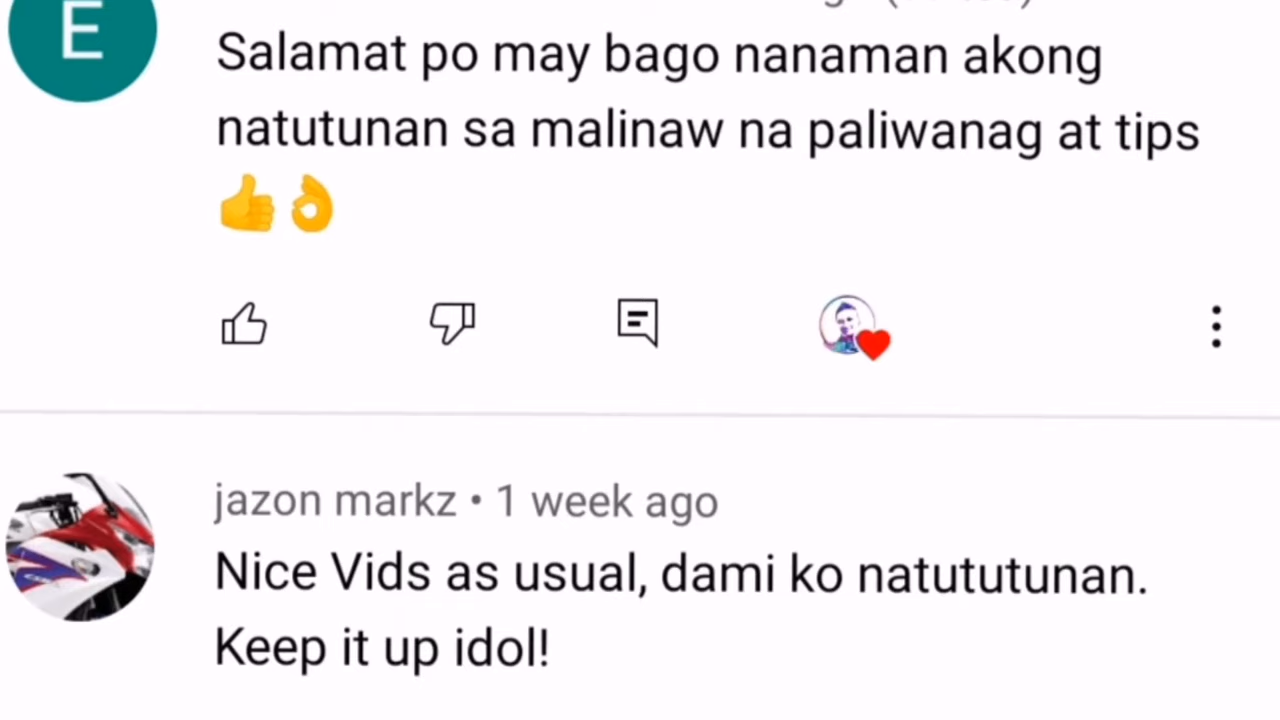 E
Salamat po may bago nanaman akong
natutunan sa malinaw na paliwanag at tips
👍👌
jazon markz • 1 week ago
Nice Vids as usual, dami ko natututunan.
Keep it up idol!